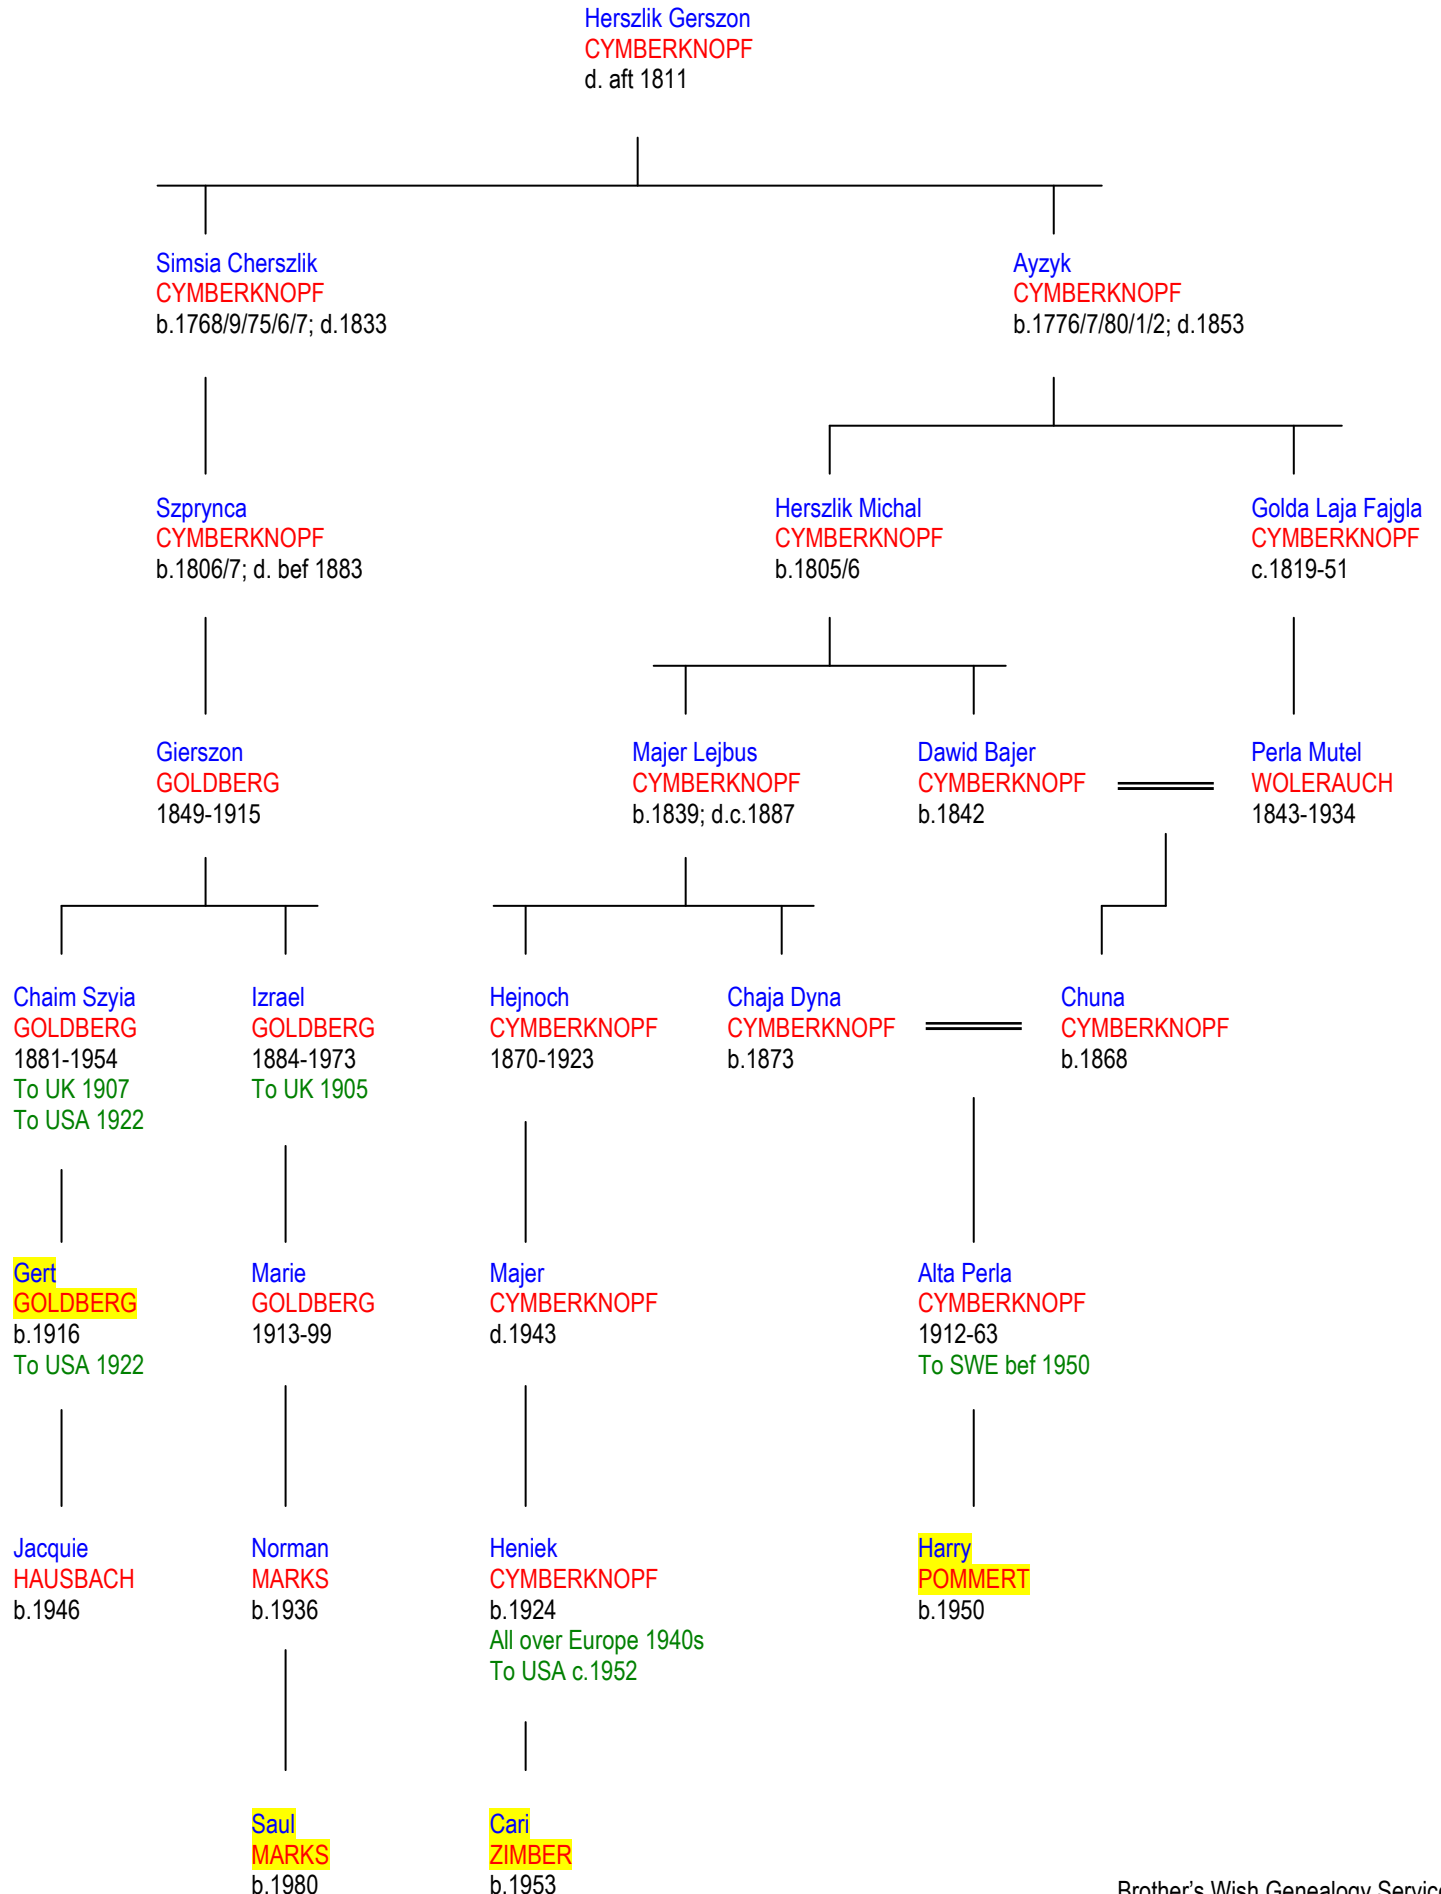 Herszlik Gerszon
CYMBERKNOPF
d. aft 1811
Simsia Cherszlik
CYMBERKNOPF
b.1768/9/75/6/7; d.1833
Ayzyk
CYMBERKNOPF
b.1776/7/80/1/2; d.1853
Szprynca
CYMBERKNOPF
b.1806/7; d. bef 1883
Herszlik Michal
CYMBERKNOPF
b.1805/6
Golda Laja Fajgla
CYMBERKNOPF
c.1819-51
Gierszon
GOLDBERG
1849-1915
Majer Lejbus
CYMBERKNOPF
b.1839; d.c.1887
Dawid Bajer
CYMBERKNOPF
b.1842
Perla Mutel
WOLERAUCH
1843-1934
Chaim Szyia
GOLDBERG
1881-1954
To UK 1907
To USA 1922
Izrael
GOLDBERG
1884-1973
To UK 1905
Hejnoch
CYMBERKNOPF
1870-1923
Chaja Dyna
CYMBERKNOPF
b.1873
Chuna
CYMBERKNOPF
b.1868
Gert
GOLDBERG
b.1916
To USA 1922
Marie
GOLDBERG
1913-99
Majer
CYMBERKNOPF
d.1943
Alta Perla
CYMBERKNOPF
1912-63
To SWE bef 1950
Jacquie
HAUSBACH
b.1946
Norman
MARKS
b.1936
Heniek
CYMBERKNOPF
b.1924
All over Europe 1940s
To USA c.1952
Harry
POMMERT
b.1950
Saul
MARKS
b.1980
Cari
ZIMBER
b.1953
Brother's Wish Genealogy Service